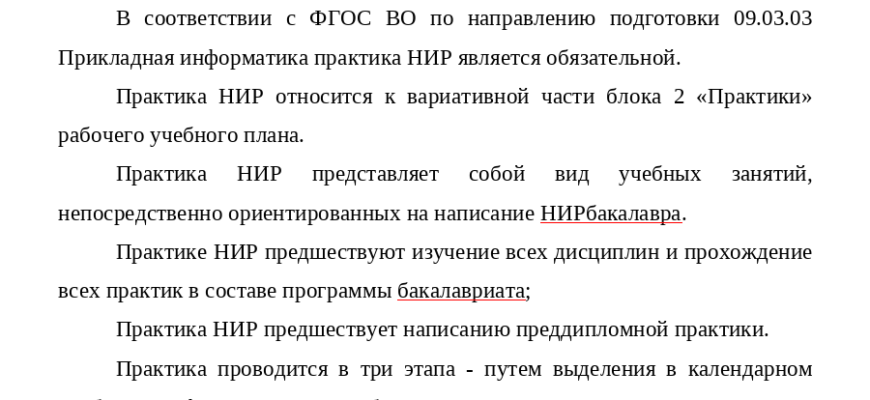 В соответствии с ФГОС ВО по направлению подготовки 09.03.03
Прикладная информатика практика НИР является обязательной.
Практика НИР относится к вариативной части блока 2 «Практики»
рабочего учебного плана.
Практика НИР представляет собой вид учебных занятий,
непосредственно ориентированных на написание НИРбакалавра.
Практике НИР предшествуют изучение всех дисциплин и прохождение
всех практик в составе программы бакалавриата;
Практика НИР предшествует написанию преддипломной практики.
Практика проводится в три этапа - путем выделения в календарном